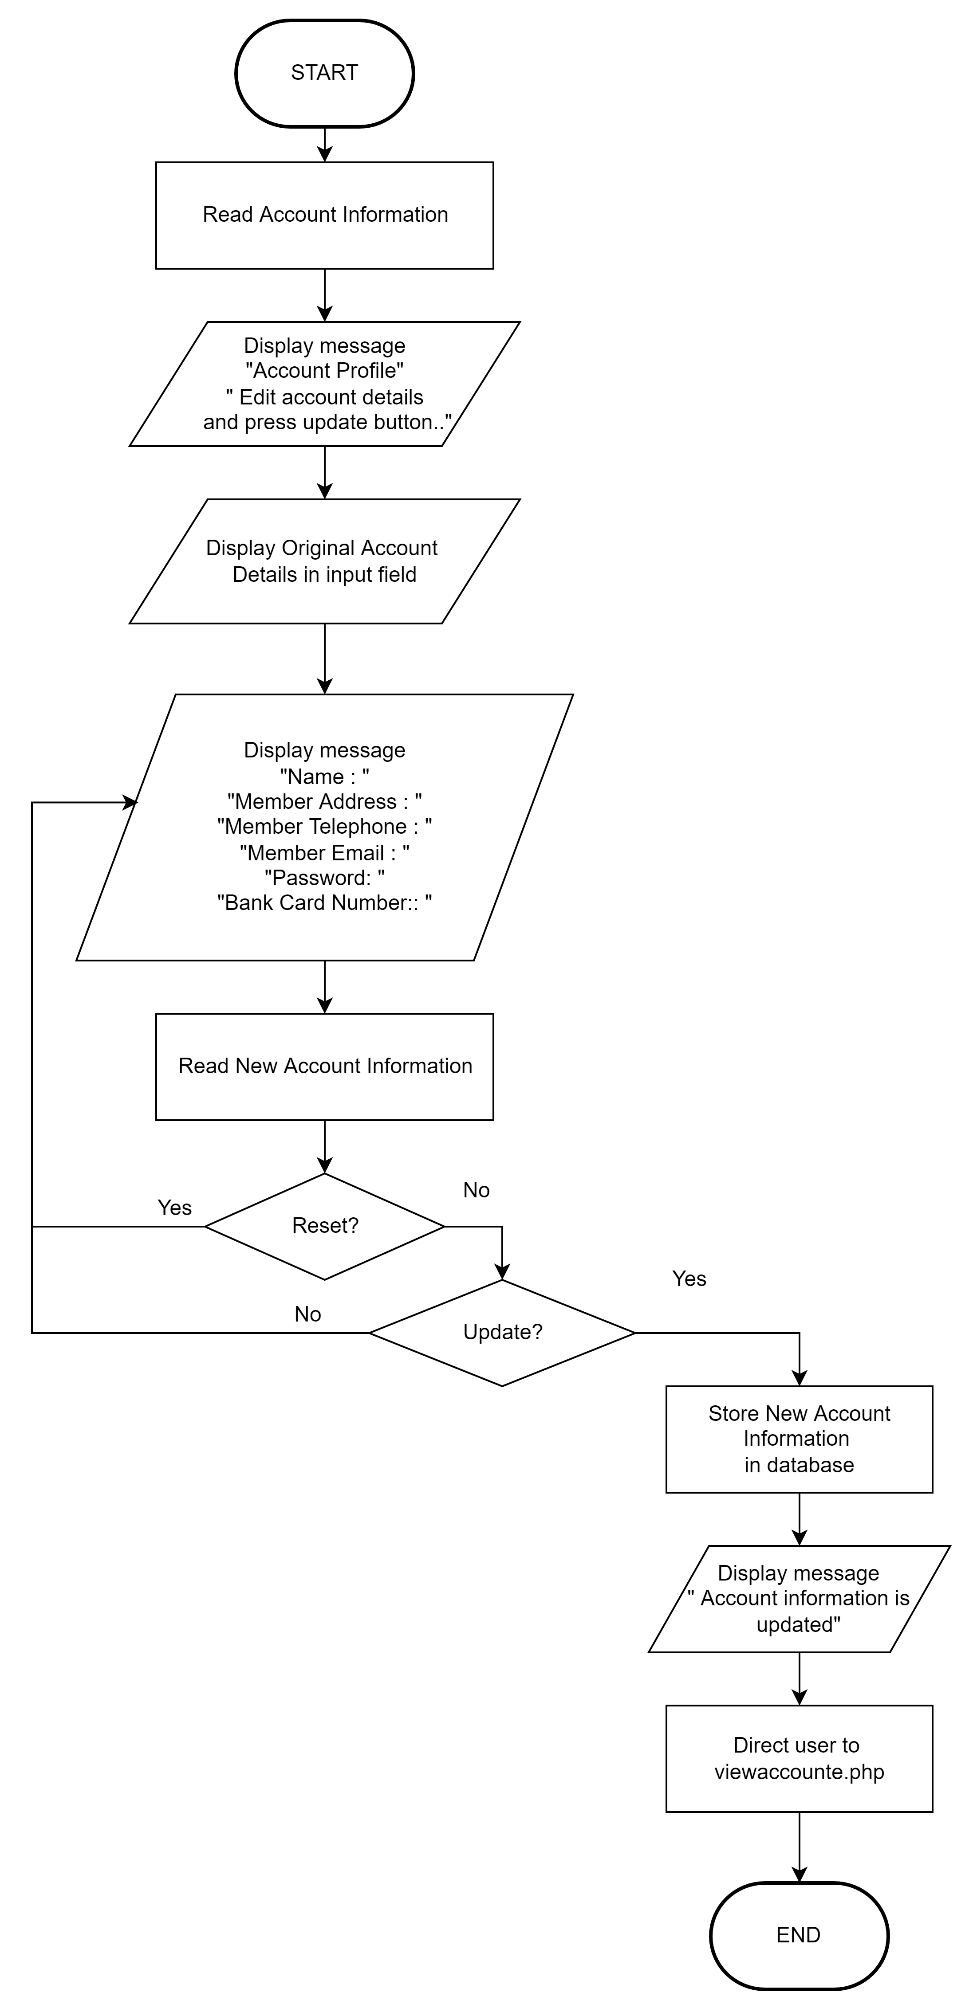 START
Read Account Information
Display message
"Account Profile"
" Edit account details
and press update button.."
Display Original Account
Details in input field
Display message
"Name : "
"Member Address : "
"Member Telephone : "
"Member Email : "
"Password: "
"Bank Card Number:: "
Read New Account Information
Reset?
Yes
No
Update?
No
Yes
Store New Account
Information
in database
Display message
" Account information is
updated"
Direct user to
viewaccounte.php
END